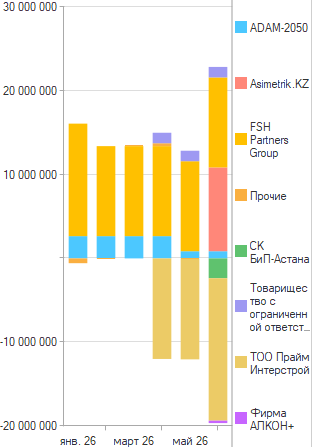 30 000 000
20 000 000
10 000 000
-10 000 000
-20 000 000
янв. 26
март 26
май 26
ADAM-2050
Asimetrik.KZ
FSH
Partners
Group
Прочие
СК
БиП-Астана
Товарищес
тво с
ограниченн
ой ответст...
ТОО Прайм
Интерстрой
Фирма
АПКОН+